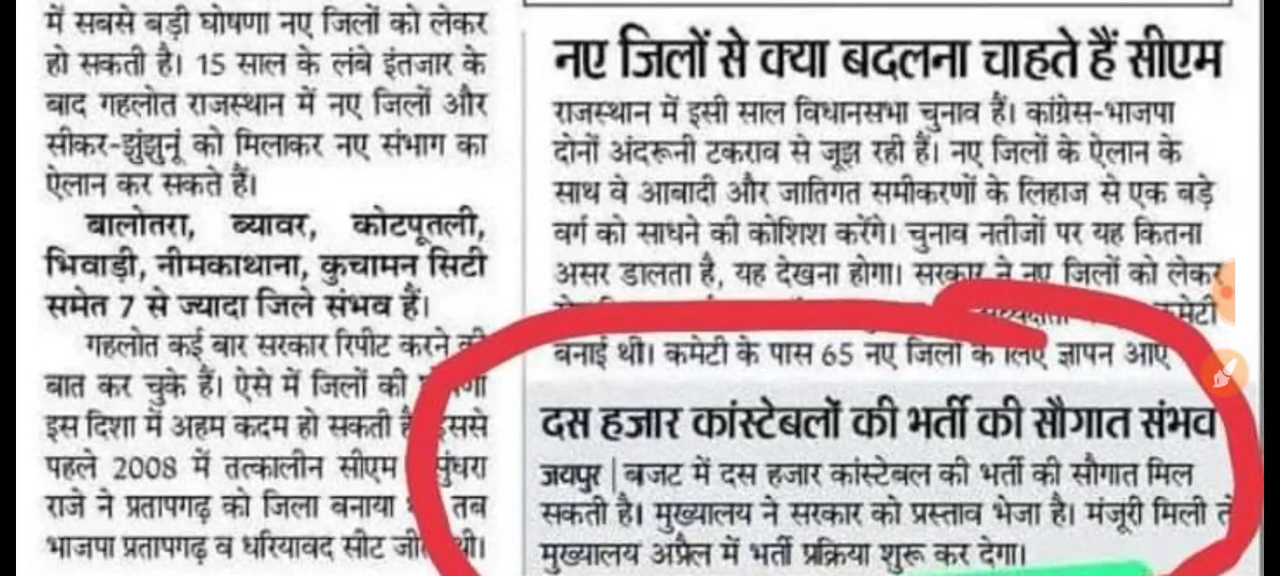 में सबसे बड़ी घोषणा नए जिलों को लेकर
हो सकती है। 15 साल के लंबे इंतजार के
बाद गहलोत राजस्थान में नए जिलों और
सीकर-झुंझुनूं को मिलाकर नए संभाग का
ऐलान कर सकते हैं।
बालोतरा, ब्यावर, कोटपूतली,
भिवाड़ी, नीमकाथाना, कुचामन सिटी
समेत 7 से ज्यादा जिले संभव हैं।
गहलोत कई बार सरकार रिपीट करने की
बात कर चुके हैं। ऐसे में जिलों की
इस दिशा में अहम कदम हो सकती है। इससे
पहले 2008 में तत्कालीन सीएम
राजे ने प्रतापगढ़ को जिला बनाया तब
भाजपा प्रतापगढ़ व धरियावद सीट थी।
नए जिलों से क्या बदलना चाहते हैं सीएम
राजस्थान में इसी साल विधानसभा चुनाव हैं। कांग्रेस-भाजपा
दोनों अंदरूनी टकराव से जूझ रही हैं। नए जिलों के ऐलान के
साथ वे आबादी और जातिगत समीकरणों के लिहाज से एक बड़े
वर्ग को साधने की कोशिश करेंगे। चुनाव नतीजों पर यह कितना
असर डालता है, यह देखना होगा। सरकार ने नए जिलों को लेकर
कमेटी
बनाई थी। कमेटी के पास 65 नए जिलों के लिए ज्ञापन आए
दस हजार कांस्टेबलों की भर्ती की सौगात संभव
जयपुर | बजट में दस हजार कांस्टेबल की भर्ती की सौगात मिल
सकती है। मुख्यालय ने सरकार को प्रस्ताव भेजा है। मंजूरी मिली तो
मुख्यालय अप्रैल में भर्ती प्रक्रिया शुरू कर देगा।